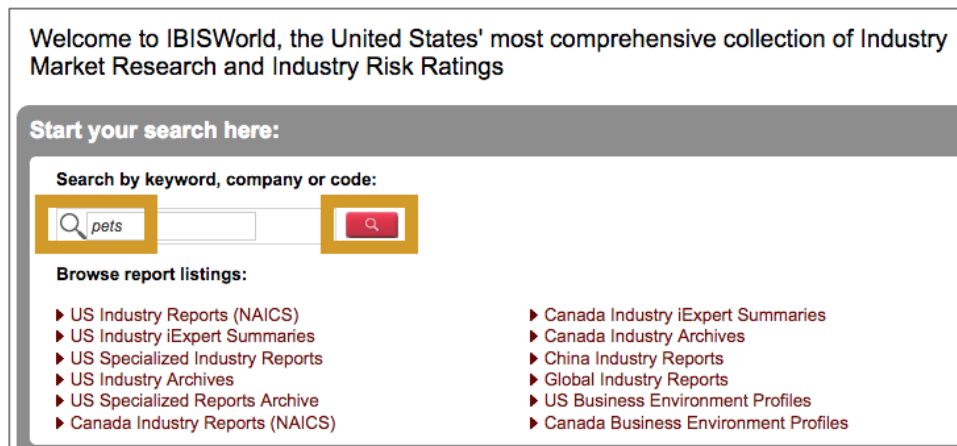 Welcome to IBISWorld, the United States' most comprehensive collection of Industry
Market Research and Industry Risk Ratings
Start your search here:
Search by keyword, company or code:
pets
Browse report listings:
US Industry Reports (NAICS)
US Industry iExpert Summaries
US Specialized Industry Reports
US Industry Archives
US Specialized Reports Archive
Canada Industry Reports (NAICS)
Canada Industry iExpert Summaries
Canada Industry Archives
China Industry Reports
Global Industry Reports
US Business Environment Profiles
Canada Business Environment Profiles